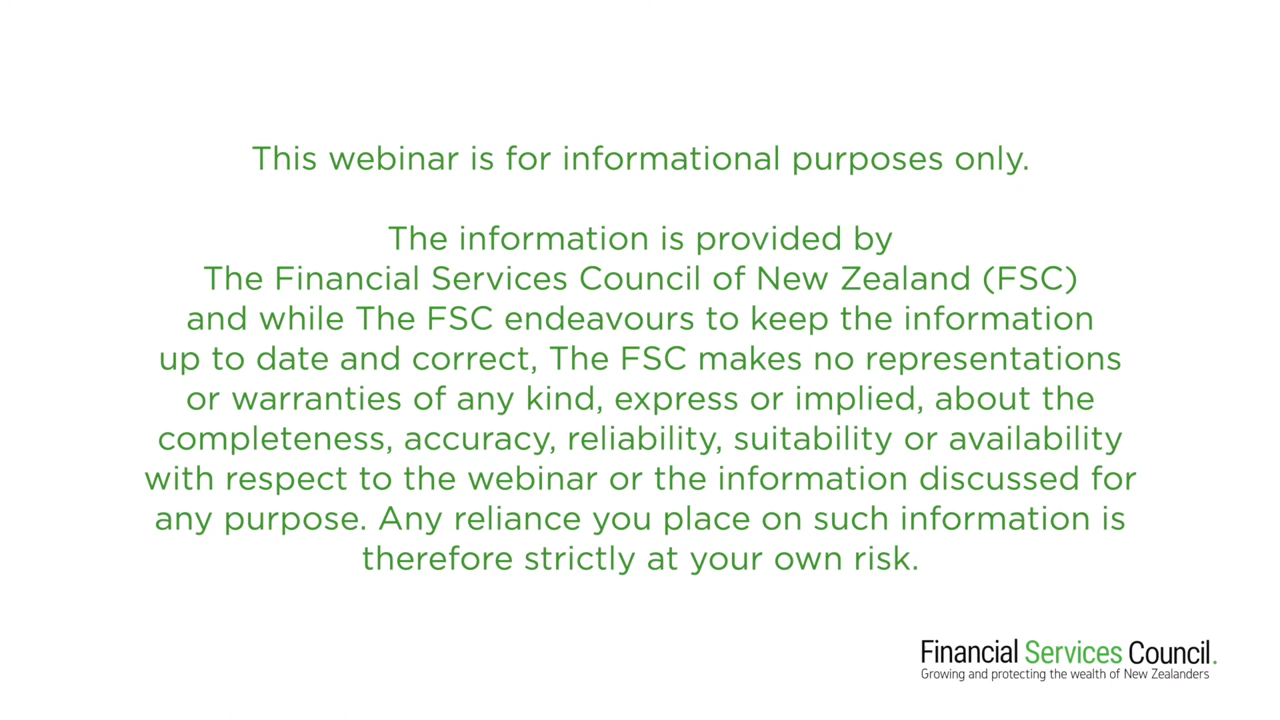 This webinar is for informational purposes only.
The information is provided by
The Financial Services Council of New Zealand (FSC)
and while The FSC endeavours to keep the information
up to date and correct, The FSC makes no representations
or warranties of any kind, express or implied, about the
completeness, accuracy, reliability, suitability or availability
with respect to the webinar or the information discussed for
any purpose. Any reliance you place on such information is
therefore strictly at your own risk.
Financial Services Council.
Growing and protecting the wealth of New Zealanders